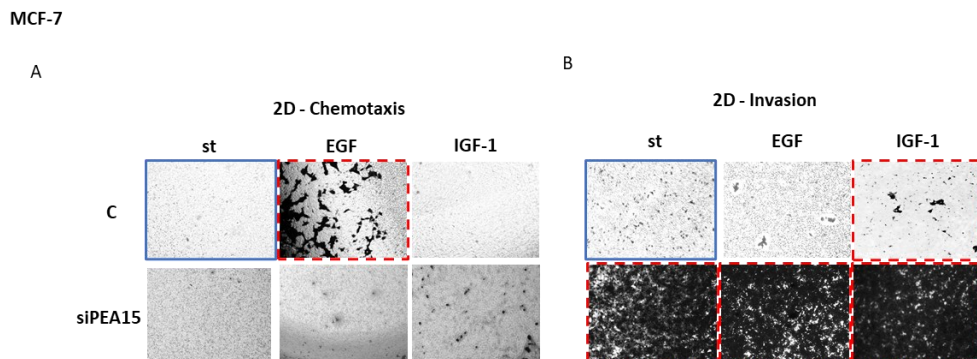 MCF-7
A
2D - Chemotaxis
st EGF IGF-1
C
siPEA15
B
2D - Invasion
st EGF IGF-1